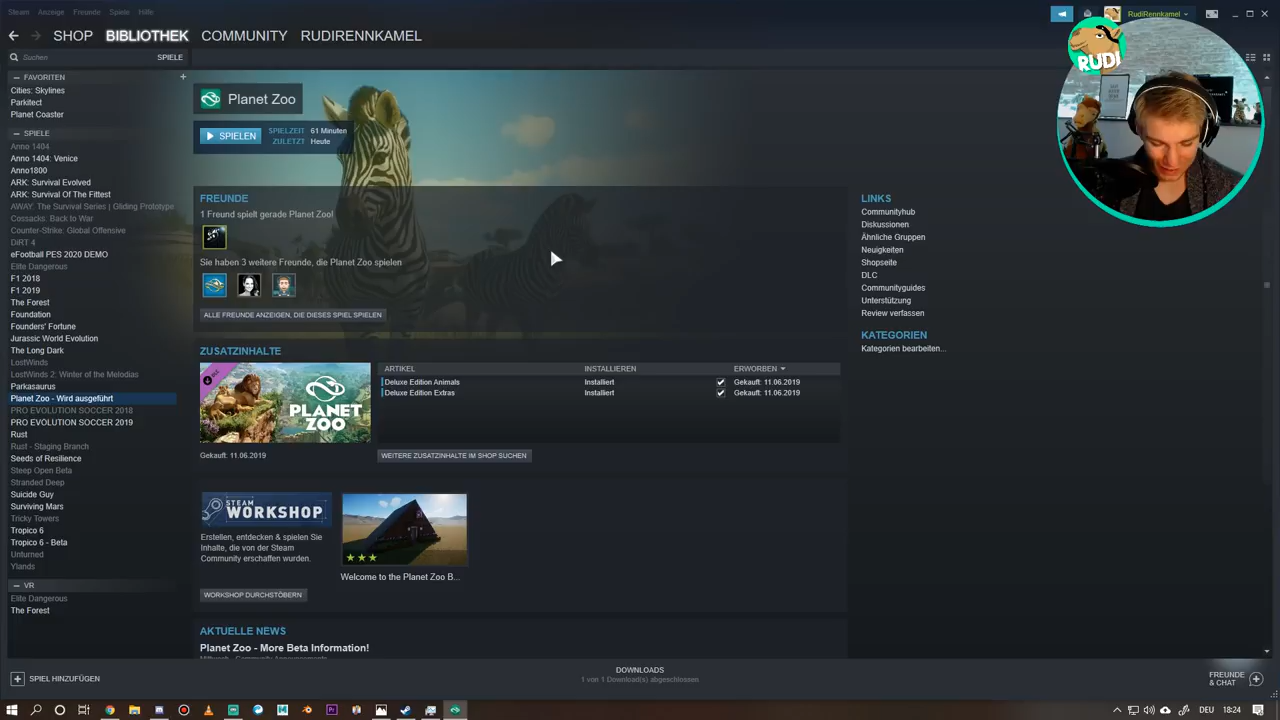 Steam Anzeige Freunde Spiele Hilfe
RudiRennkamel
SHOP BIBLIOTHEK COMMUNITY RUDIRENNKAMEL
RUDI
Suchen SPIELE
FAVORITEN
Cities: Skylines
Parkitect
Planet Coaster
SPIELE
Anno 1404
Anno 1404: Venice
Anno1800
ARK: Survival Evolved
ARK: Survival Of The Fittest
AWAY: The Survival Series | Gliding Prototype
Cossacks: Back to War
Counter-Strike: Global Offensive
DiRT 4
eFootball PES 2020 DEMO
Elite Dangerous
F1 2018
F1 2019
The Forest
Foundation
Founders' Fortune
Jurassic World Evolution
The Long Dark
LostWinds
LostWinds 2: Winter of the Melodias
Parkasaurus
Planet Zoo - Wird ausgeführt
PRO EVOLUTION SOCCER 2018
PRO EVOLUTION SOCCER 2019
Rust
Rust - Staging Branch
Seeds of Resilience
Steep Open Beta
Stranded Deep
Suicide Guy
Surviving Mars
Tricky Towers
Tropico 6
Tropico 6 - Beta
Unturned
Ylands
VR
Elite Dangerous
The Forest
Planet Zoo
SPIELEN
SPIELZEIT 61 Minuten
ZULETZT: Heute
FREUNDE
1 Freund spielt gerade Planet Zoo!
Sie haben 3 weitere Freunde, die Planet Zoo spielen
ALLE FREUNDE ANZEIGEN, DIE DIESES SPIEL SPIELEN
ZUSATZINHALTE
PLANET
ZOO
Gekauft: 11.06.2019
ARTIKEL INSTALLIEREN ERWORBEN
Deluxe Edition Animals Installiert Gekauft: 11.06.2019
Deluxe Edition Extras Installiert Gekauft: 11.06.2019
WEITERE ZUSATZINHALTE IM SHOP SUCHEN
STEAM
WORKSHOP
Erstellen, entdecken & spielen Sie
Inhalte, die von der Steam
Community erschaffen wurden.
WORKSHOP DURCHSTÖBERN
Welcome to the Planet Zoo B...
AKTUELLE NEWS
Planet Zoo - More Beta Information!
LINKS
Communityhub
Diskussionen
Ähnliche Gruppen
Neuigkeiten
Shopseite
DLC
Communityguides
Unterstützung
Review verfassen
KATEGORIEN
Kategorien bearbeiten...
SPIEL HINZUFÜGEN
DOWNLOADS
1 von 1 Download(s) abgeschlossen
FREUNDE
& CHAT
DEU 18:24